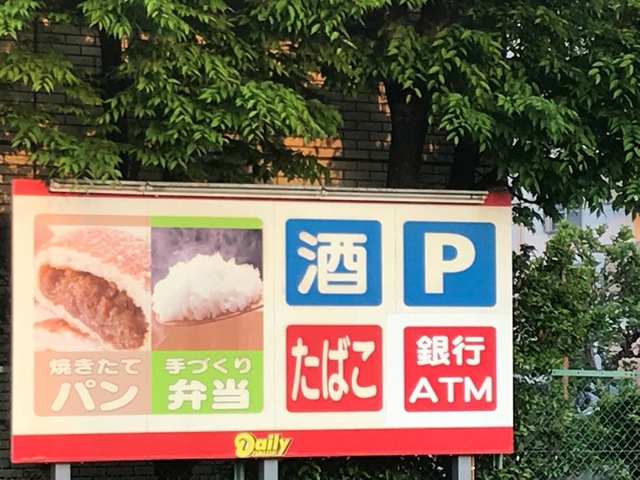 焼きたて
パン
手づくり
弁当
酒
P
たばこ
銀行
ATM
Daily
YAMAZAKI